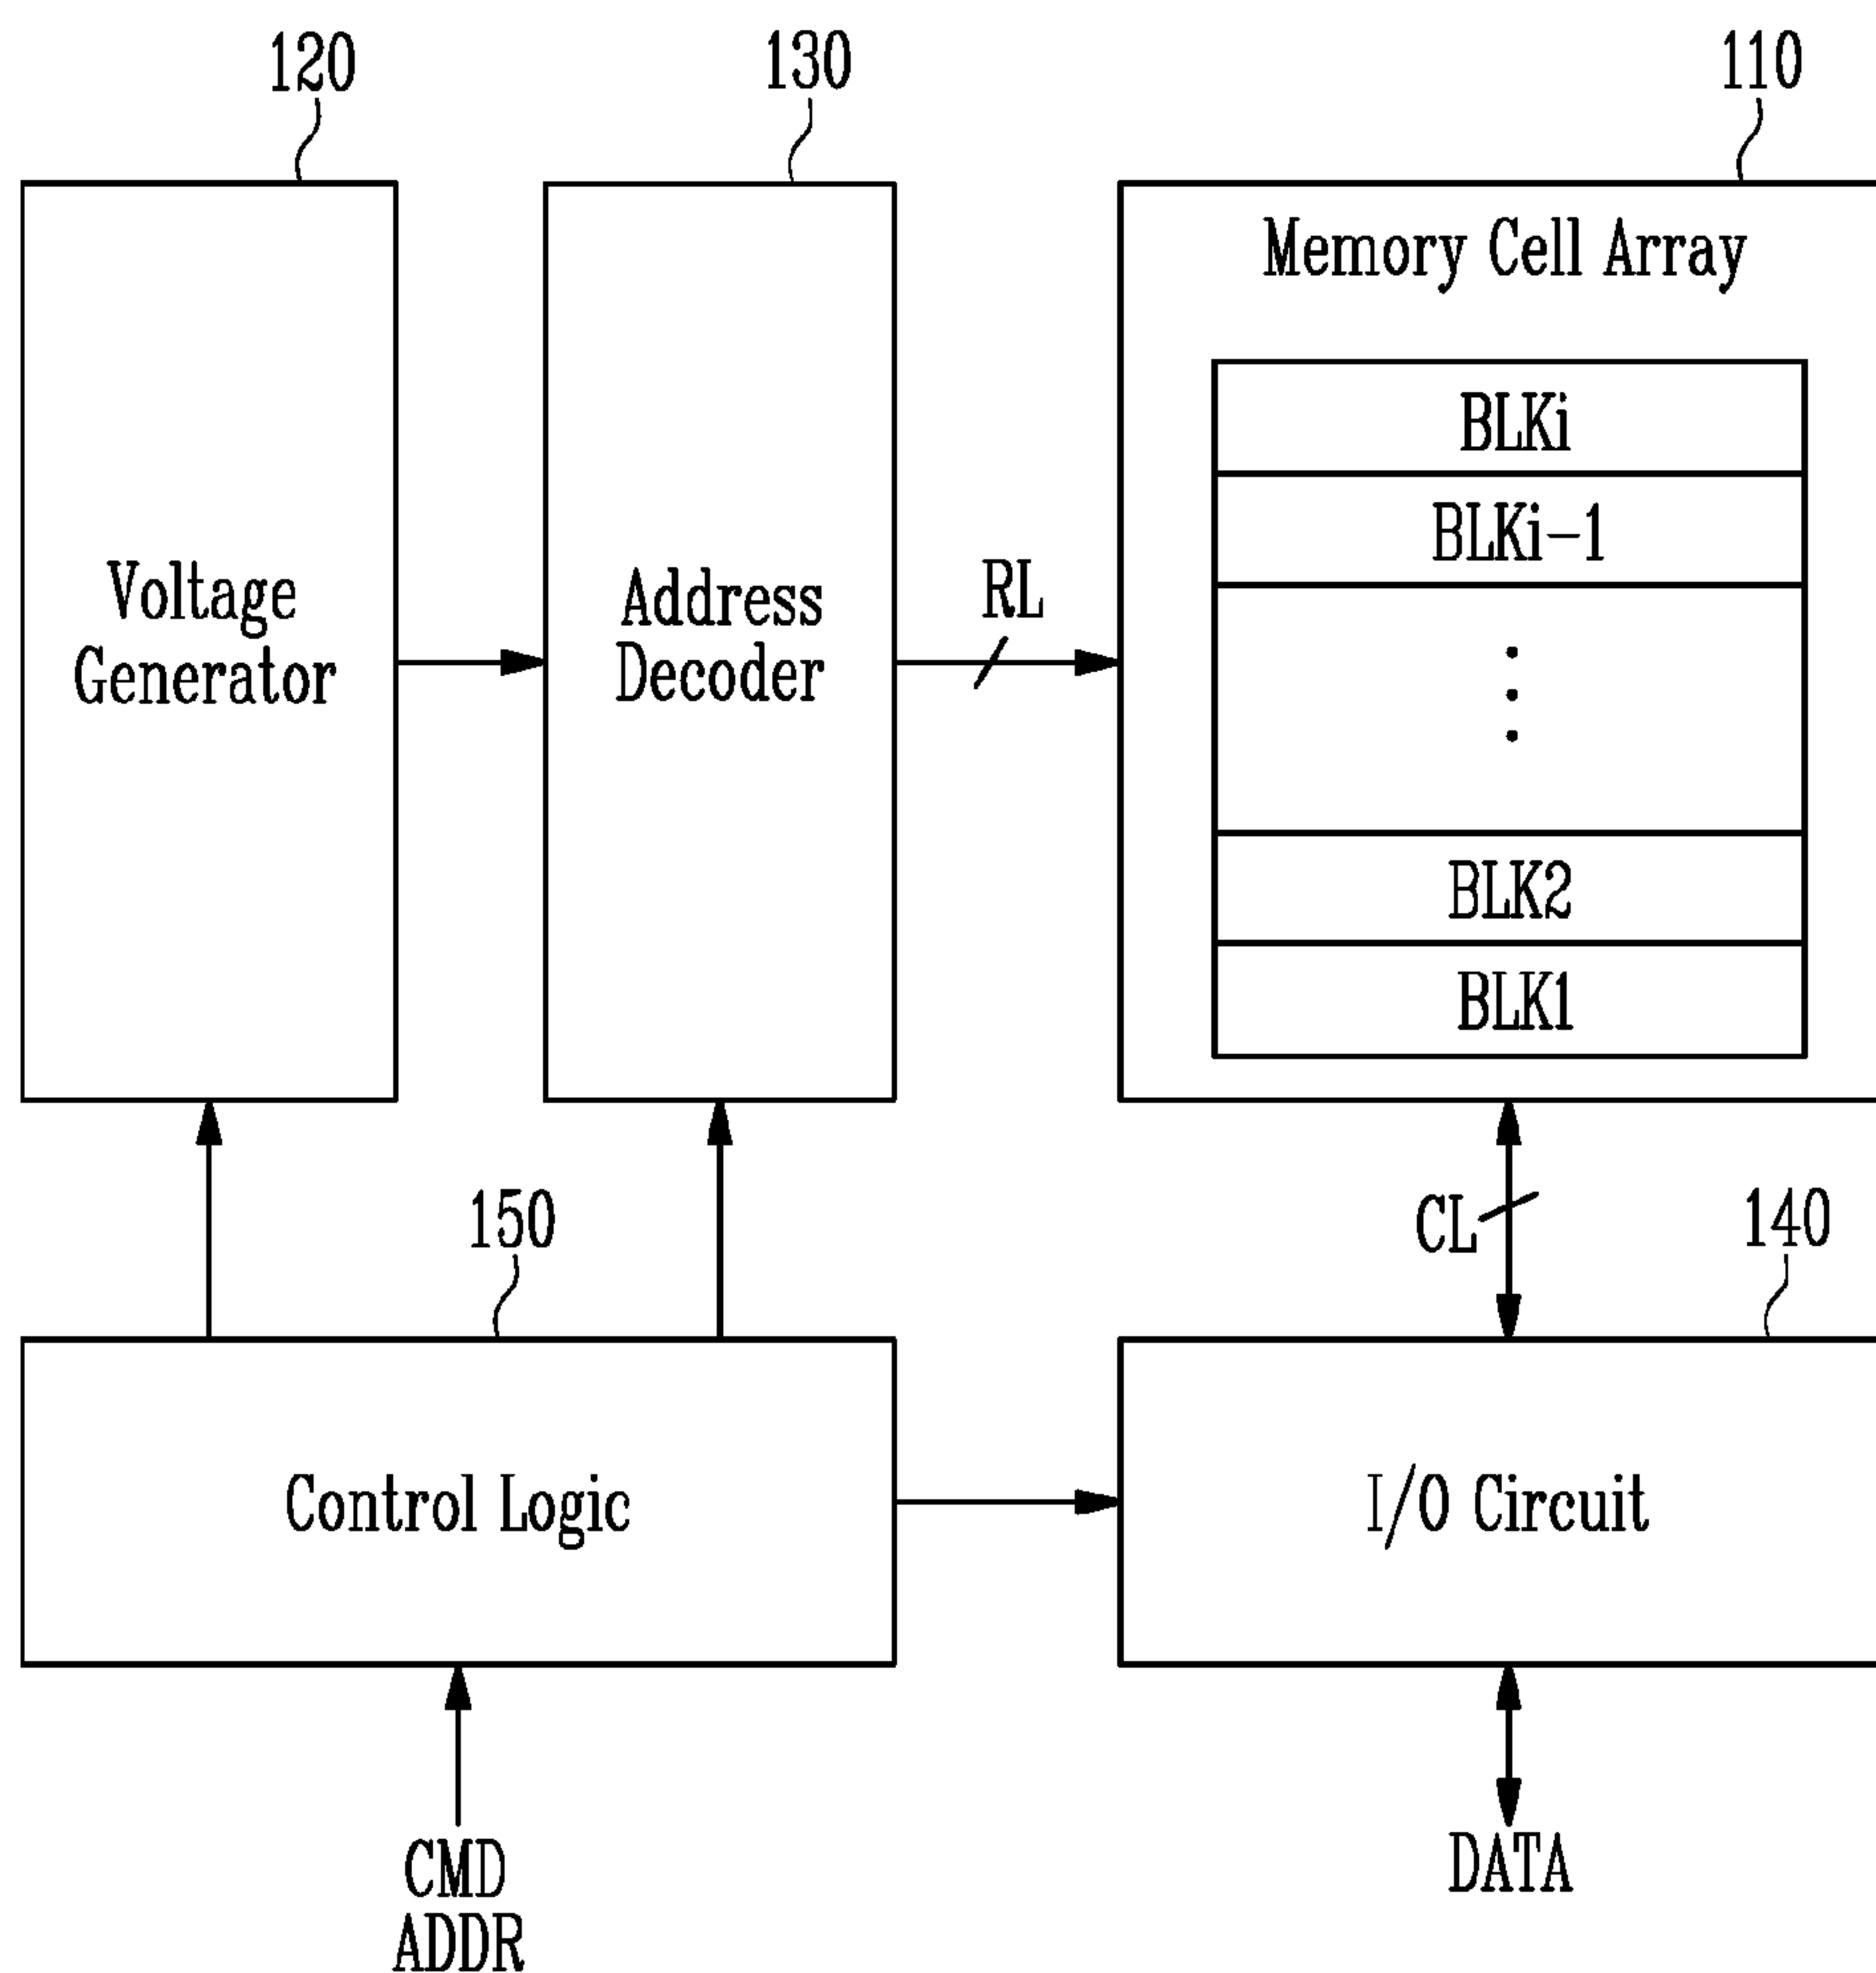 120
130
110
Memory Cell Array
BLKi
BLKi-1
Voltage
Generator
Address
Decoder
RL
BLK2
BLK1
150
CL
140
Control Logic
I/O Circuit
CMD
ADDR
DATA